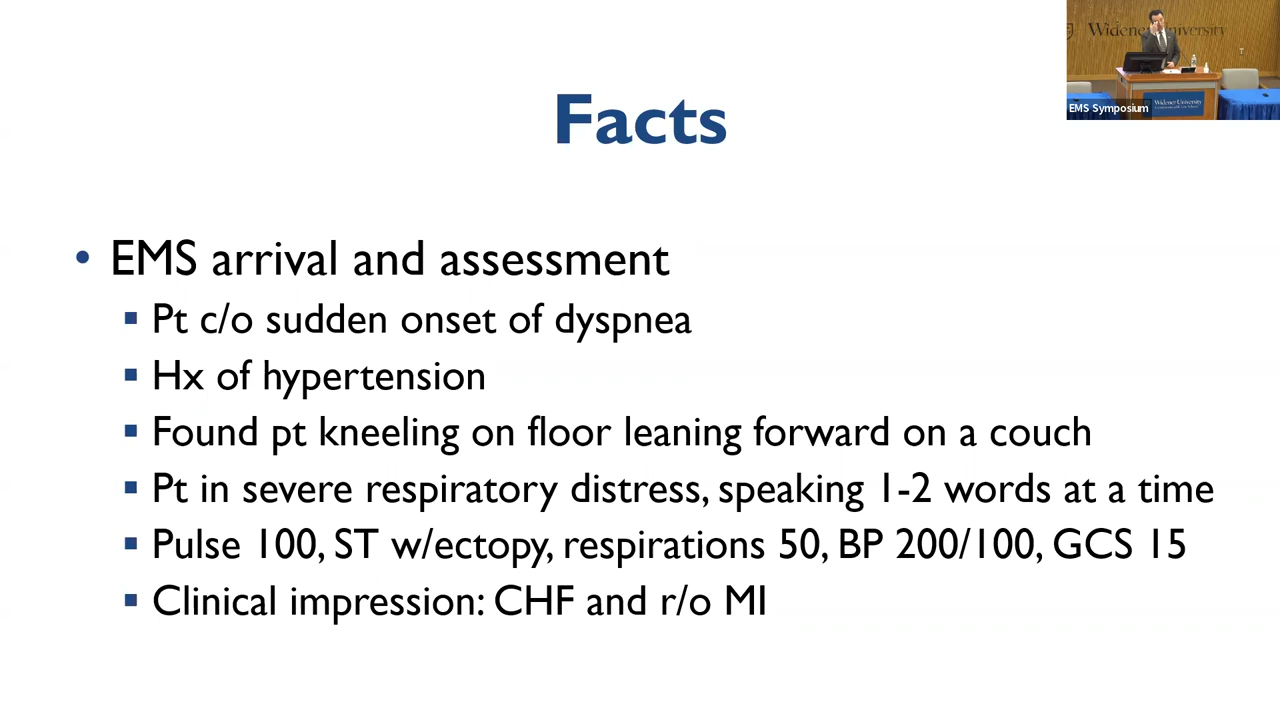 Widener University
EMS Symposium
Widener University
Facts
• EMS arrival and assessment
▪ Pt c/o sudden onset of dyspnea
▪ Hx of hypertension
▪ Found pt kneeling on floor leaning forward on a couch
▪ Pt in severe respiratory distress, speaking 1-2 words at a time
▪ Pulse 100, ST w/ectopy, respirations 50, BP 200/100, GCS 15
▪ Clinical impression: CHF and r/o MI